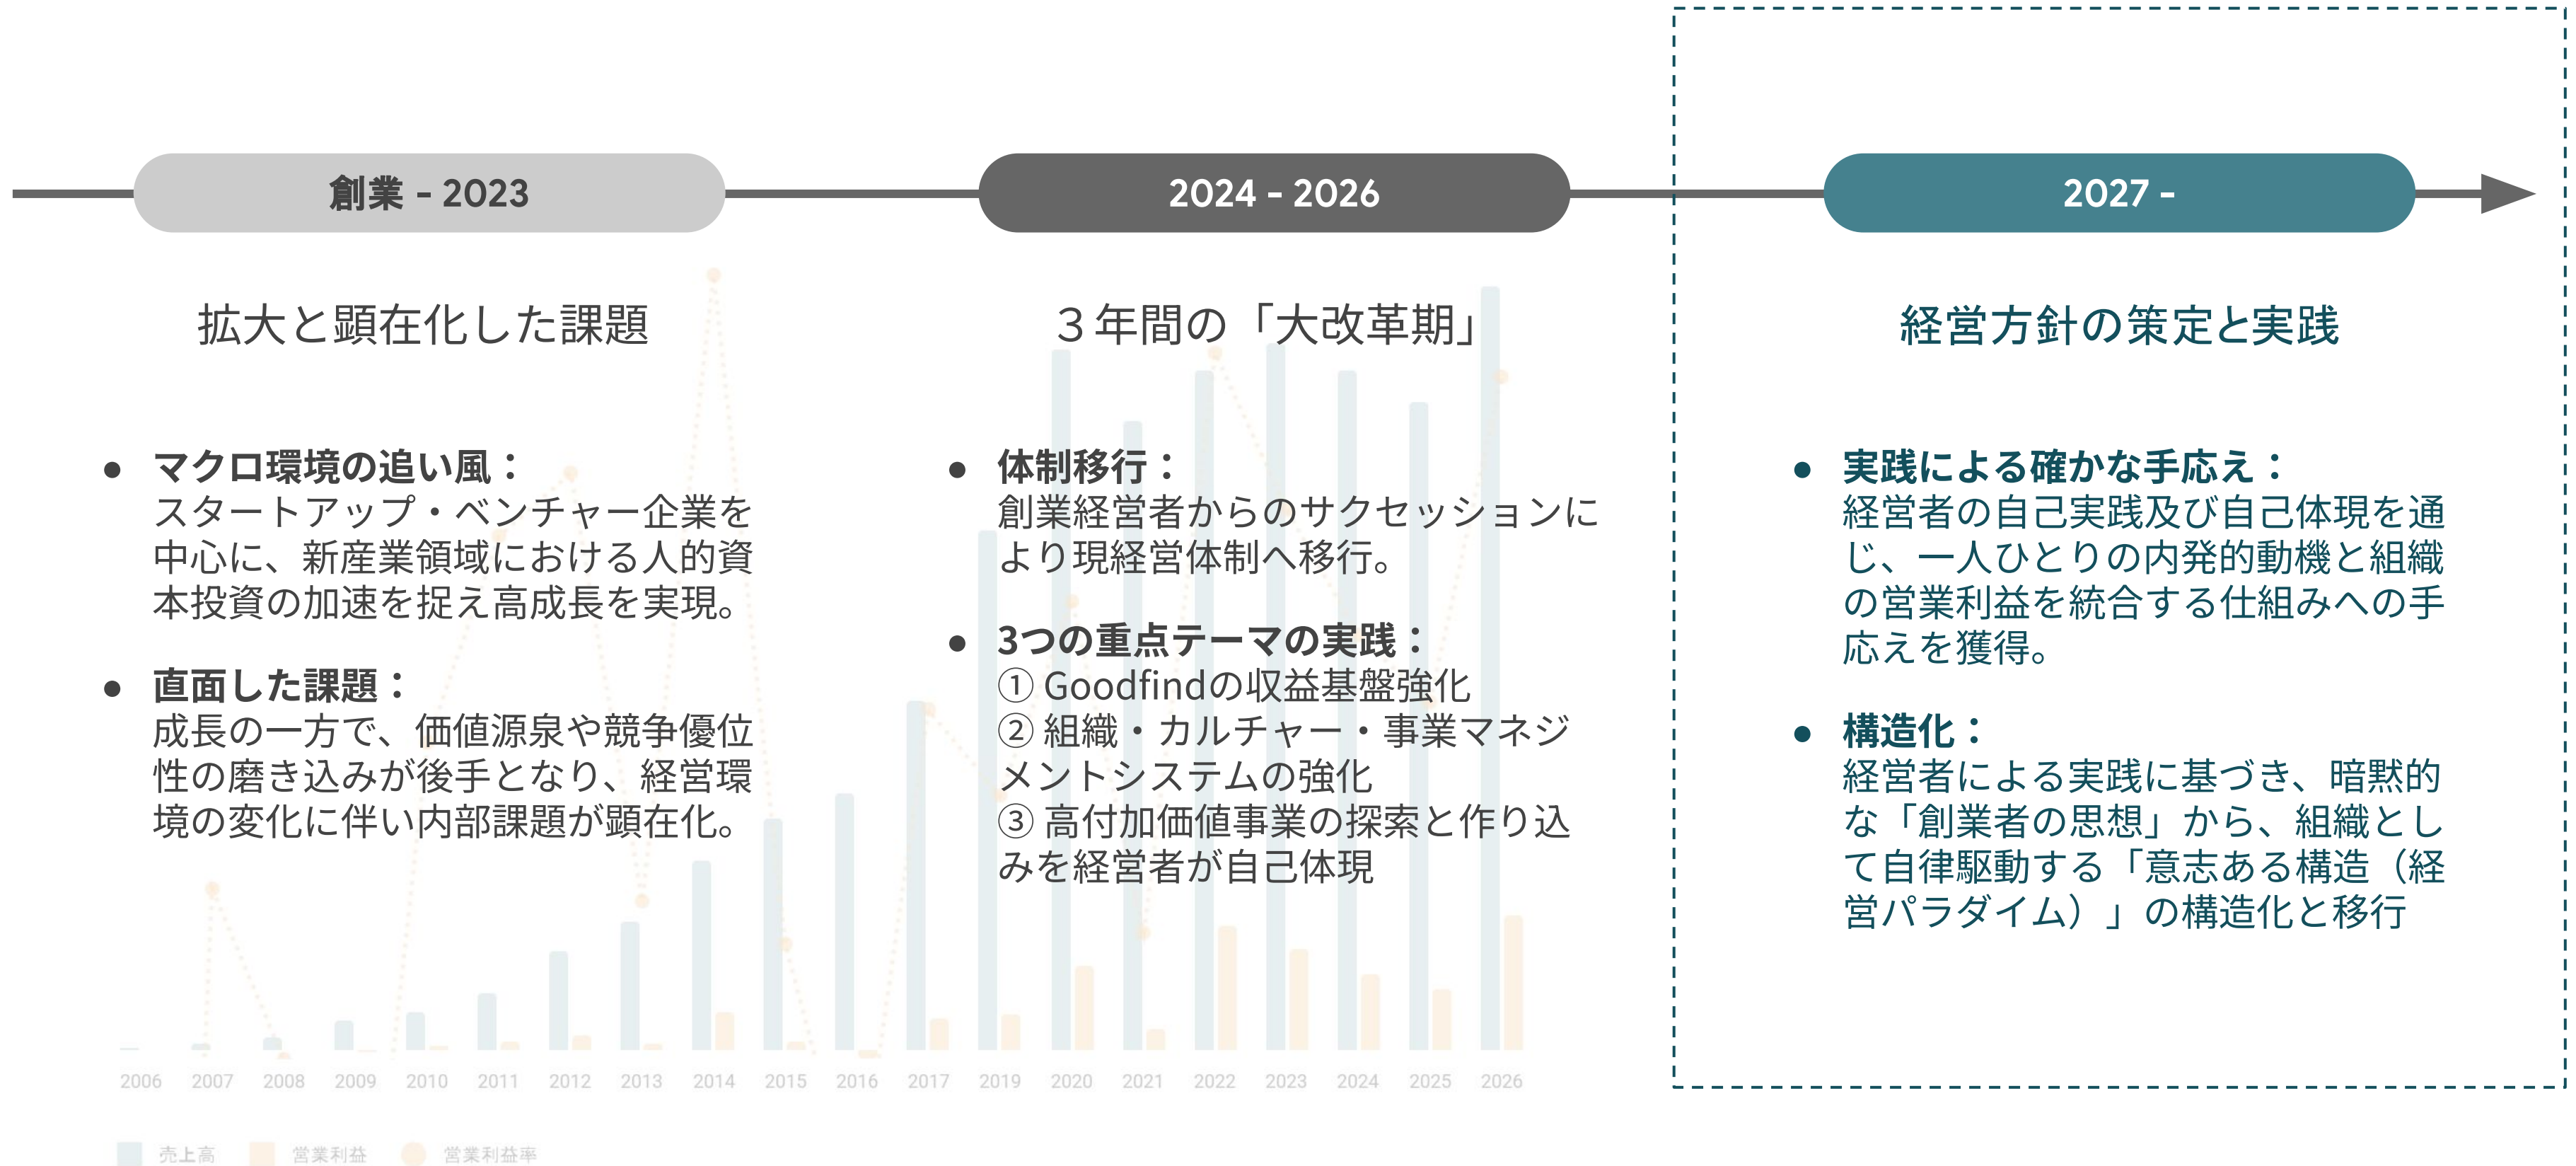 創業 - 2023
拡大と顕在化した課題
● マクロ環境の追い風：
スタートアップ・ベンチャー企業を
中心に、新産業領域における人的資
本投資の加速を捉え高成長を実現。
● 直面した課題：
成長の一方で、価値源泉や競争優位
性の磨き込みが後手となり、経営環
境の変化に伴い内部課題が顕在化。
2024 - 2026
３年間の「大改革期」
● 体制移行：
創業経営者からのサクセッションに
より現経営体制へ移行。
● 3つの重点テーマの実践：
① Goodfindの収益基盤強化
② 組織・カルチャー・事業マネジ
メントシステムの強化
③ 高付加価値事業の探索と作り込
みを経営者が自己体現
2027 -
経営方針の策定と実践
● 実践による確かな手応え：
経営者の自己実践及び自己体現を通
じ、一人ひとりの内発的動機と組織
の営業利益を統合する仕組みへの手
応えを獲得。
● 構造化：
経営者による実践に基づき、暗黙的
な「創業者の思想」から、組織とし
て自律駆動する「意志ある構造（経
営パラダイム）」の構造化と移行
2006 2007 2008 2009 2010 2011 2012 2013 2014 2015 2016 2017 2019 2020 2021 2022 2023 2024 2025 2026
売上高 営業利益 営業利益率